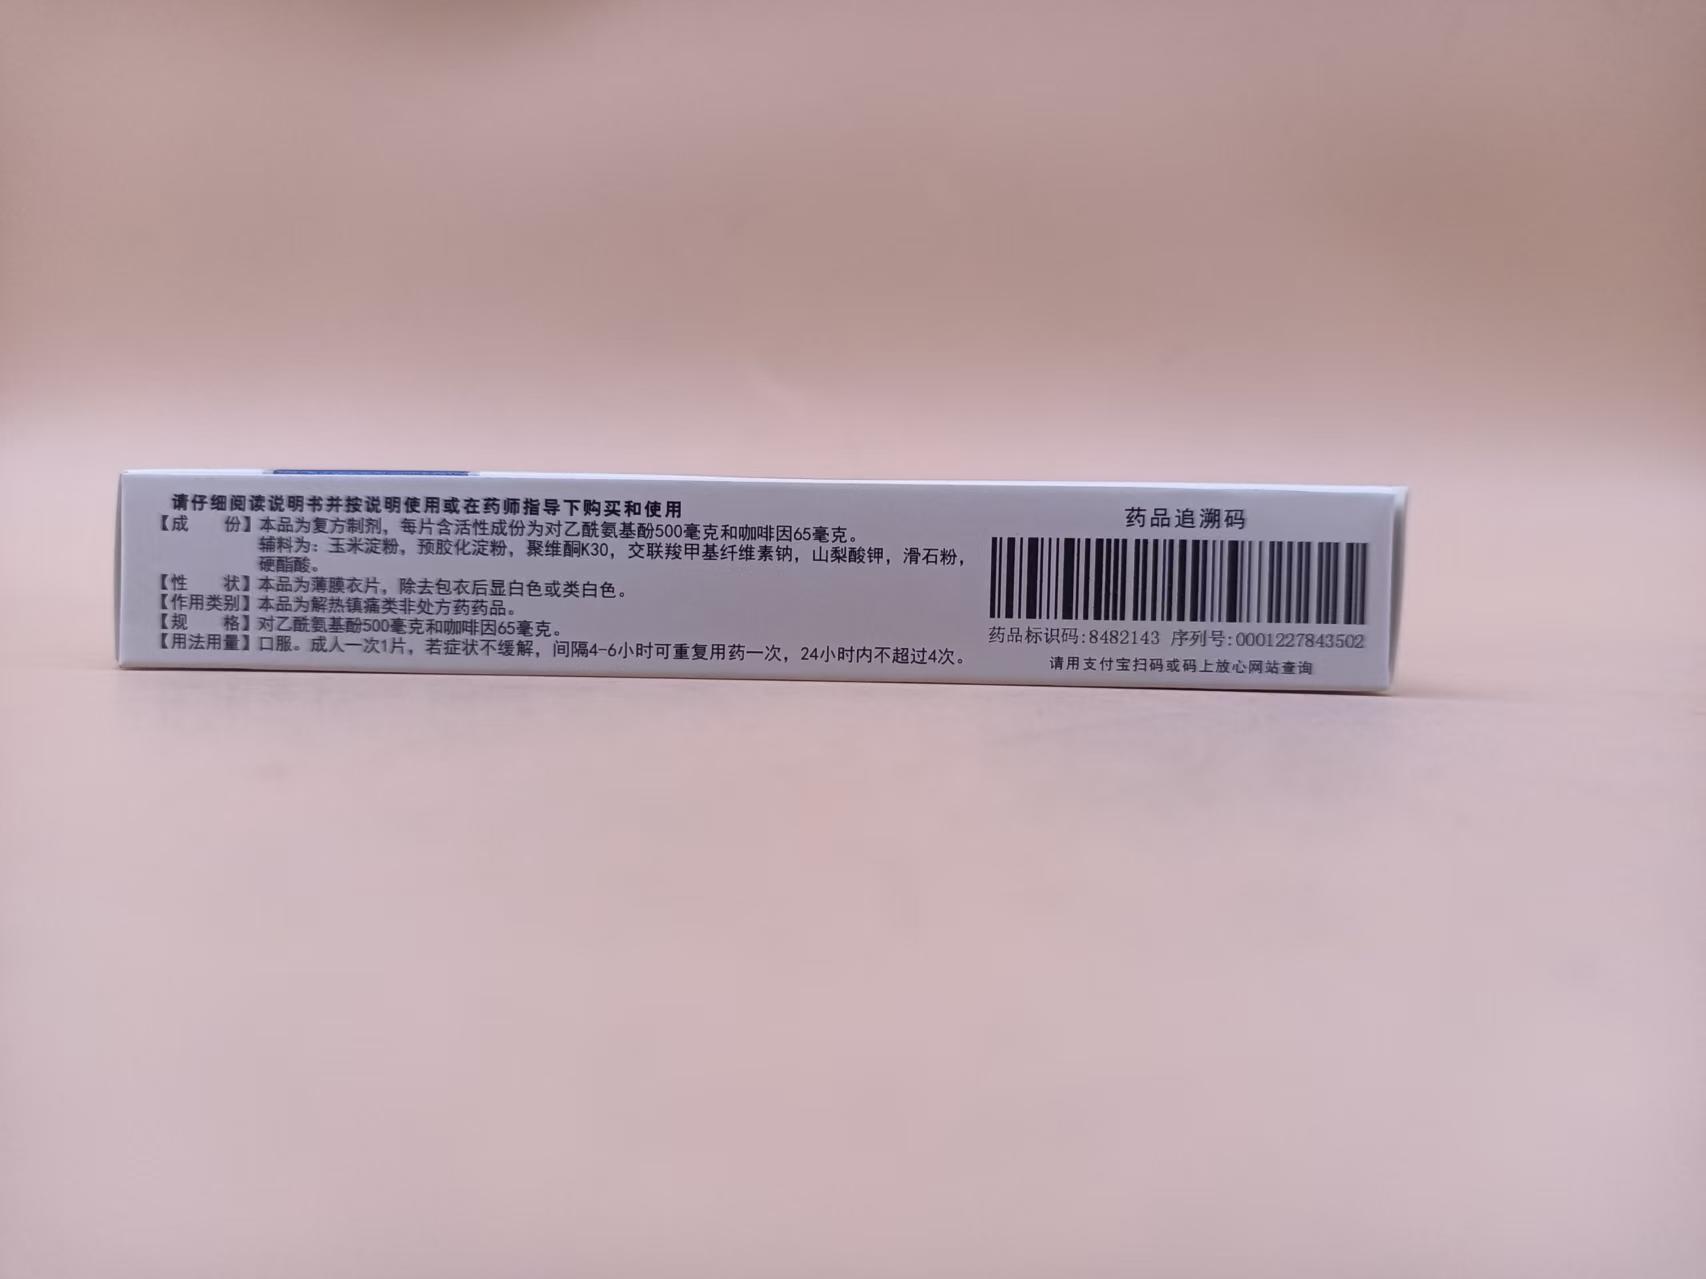 请仔细阅读说明书并按说明使用或在药师指导下购买和使用
【成　　份】本品为复方制剂，每片含活性成份为对乙酰氨基酚500毫克和咖啡因65毫克。
辅料为：玉米淀粉，预胶化淀粉，聚维酮K30，交联羧甲基纤维素钠，山梨酸钾，滑石粉，
硬酯酸。
【性　　状】本品为薄膜衣片，除去包衣后显白色或类白色。
【作用类别】本品为解热镇痛类非处方药药品。
【规　　格】对乙酰氨基酚500毫克和咖啡因65毫克。
【用法用量】口服。成人一次1片，若症状不缓解，间隔4-6小时可重复用药一次，24小时内不超过4次。
药品追溯码
药品标识码:8482143 序列号:0001227843502
请用支付宝扫码或码上放心网站查询